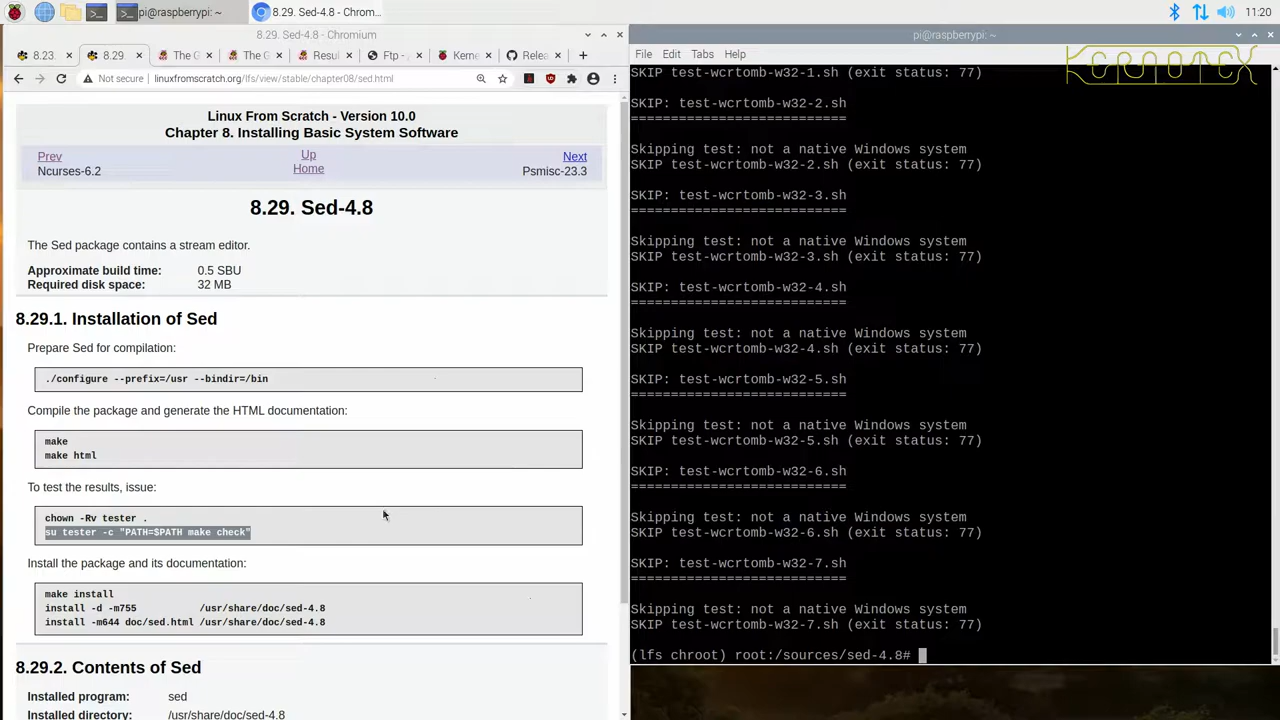 pi@raspberrypi: ~
8.29. Sed-4.8 - Chrom...
11:20
8.29. Sed-4.8 - Chromium
8.23.
8.29
The G
The G
Resul
Ftp -
Kerne
Relea
Not secure
linuxfromscratch.org/lfs/view/stable/chapter08/sed.html
Linux From Scratch - Version 10.0
Chapter 8. Installing Basic System Software
Prev
Up
Next
Ncurses-6.2
Home
Psmisc-23.3
8.29. Sed-4.8
The Sed package contains a stream editor.
Approximate build time: 0.5 SBU
Required disk space: 32 MB
8.29.1. Installation of Sed
Prepare Sed for compilation:
./configure --prefix=/usr --bindir=/bin
Compile the package and generate the HTML documentation:
make
make html
To test the results, issue:
chown -Rv tester .
su tester -c "PATH=$PATH make check"
Install the package and its documentation:
make install
install -d -m755 /usr/share/doc/sed-4.8
install -m644 doc/sed.html /usr/share/doc/sed-4.8
8.29.2. Contents of Sed
Installed program: sed
Installed directory: /usr/share/doc/sed-4.8
pi@raspberrypi: ~
File Edit Tabs Help
SKIP test-wcrtomb-w32-1.sh (exit status: 77)
SKIP: test-wcrtomb-w32-2.sh
===========================
Skipping test: not a native Windows system
SKIP test-wcrtomb-w32-2.sh (exit status: 77)
SKIP: test-wcrtomb-w32-3.sh
===========================
Skipping test: not a native Windows system
SKIP test-wcrtomb-w32-3.sh (exit status: 77)
SKIP: test-wcrtomb-w32-4.sh
===========================
Skipping test: not a native Windows system
SKIP test-wcrtomb-w32-4.sh (exit status: 77)
SKIP: test-wcrtomb-w32-5.sh
===========================
Skipping test: not a native Windows system
SKIP test-wcrtomb-w32-5.sh (exit status: 77)
SKIP: test-wcrtomb-w32-6.sh
===========================
Skipping test: not a native Windows system
SKIP test-wcrtomb-w32-6.sh (exit status: 77)
SKIP: test-wcrtomb-w32-7.sh
===========================
Skipping test: not a native Windows system
SKIP test-wcrtomb-w32-7.sh (exit status: 77)
(lfs chroot) root:/sources/sed-4.8#